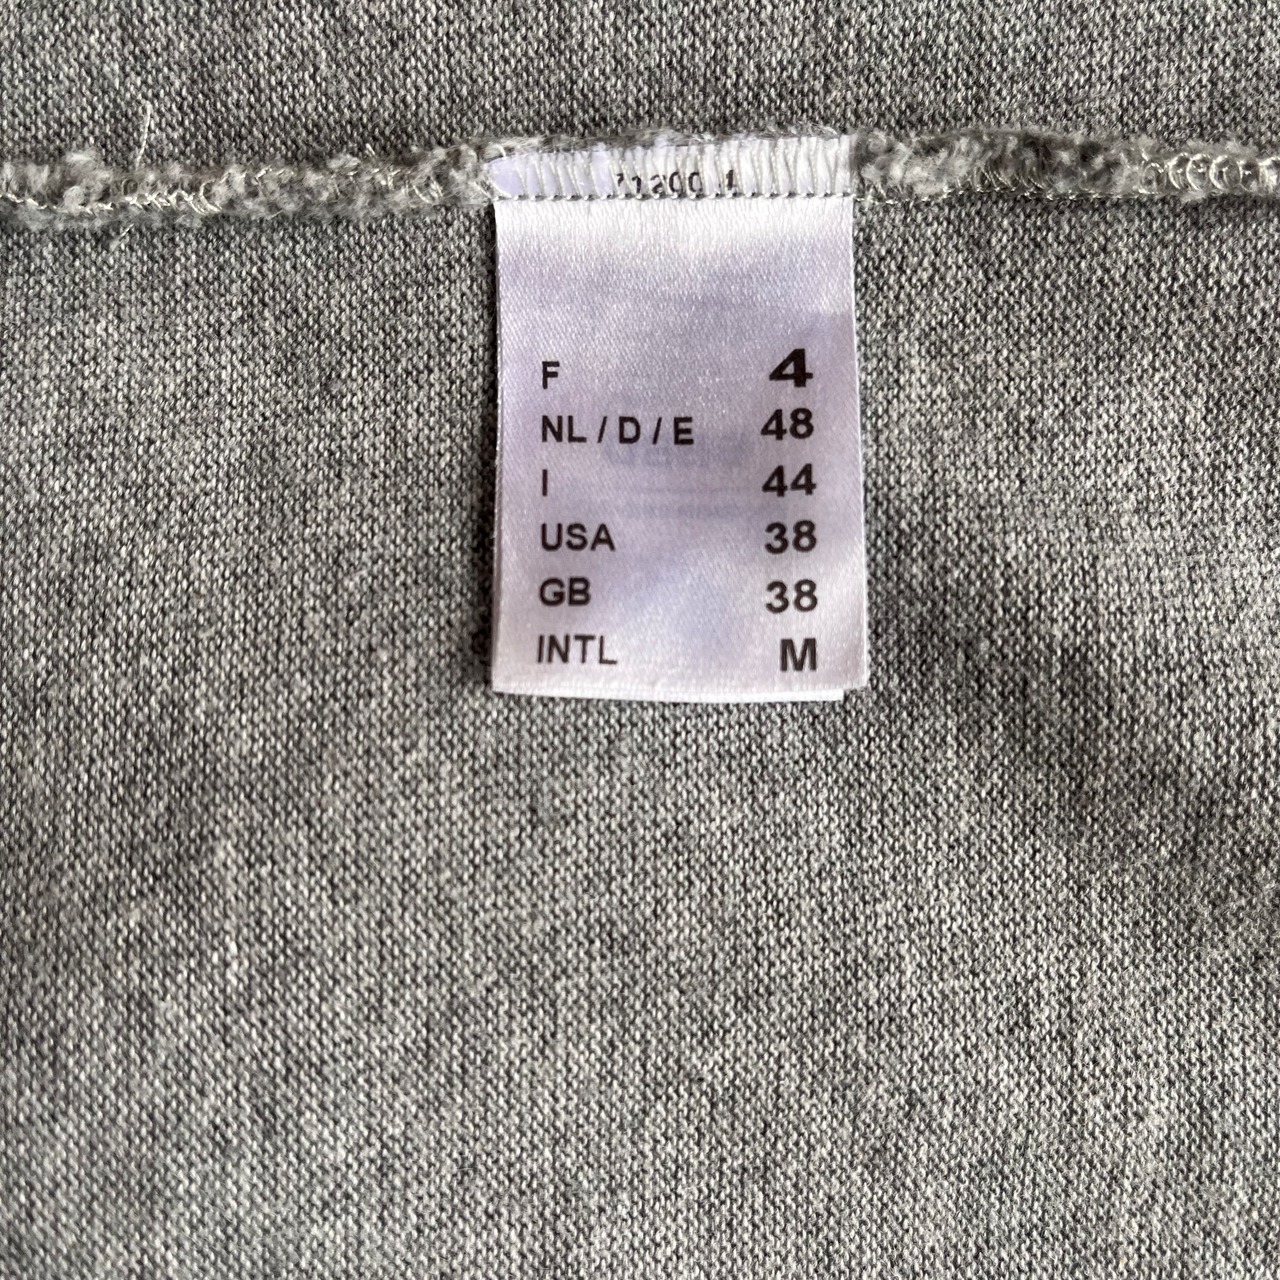 F 4
NL / D / E 48
I 44
USA 38
GB 38
INTL M